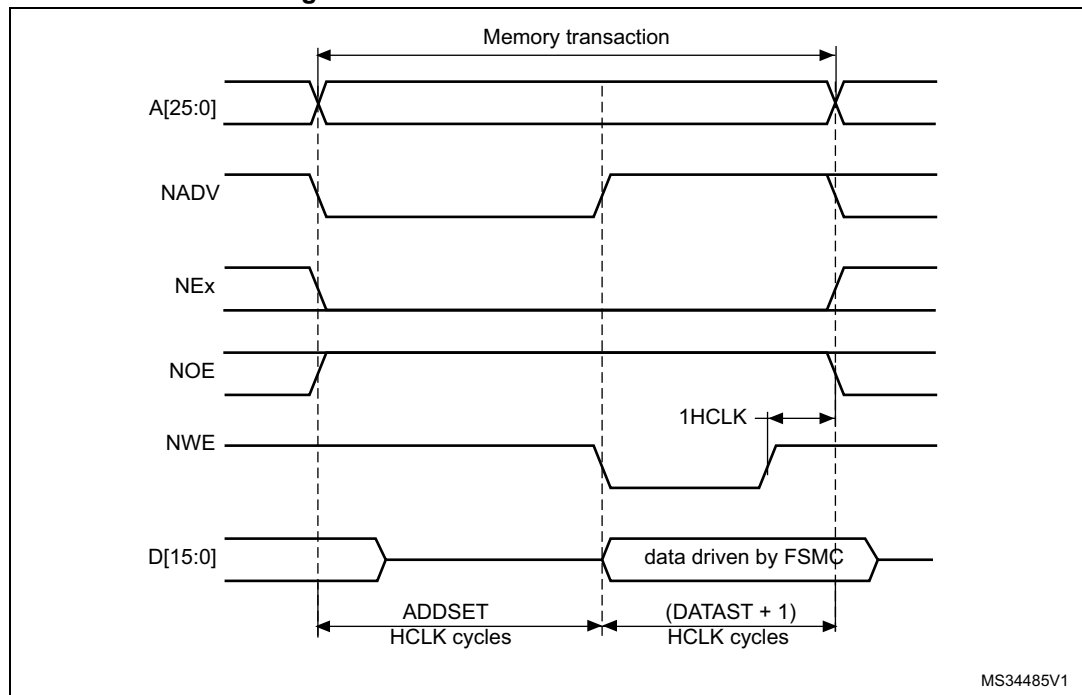 Memory transaction
A[25:0]
NADV
NEx
NOE
1HCLK
NWE
D[15:0]
data driven by FSMC
ADDSET
HCLK cycles
(DATAST + 1)
HCLK cycles
MS34485V1